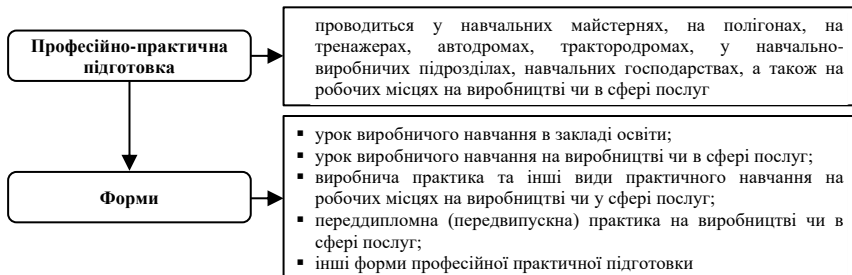 Професійно-практична
підготовка
проводиться у навчальних майстернях, на полігонах, на
тренажерах, автодромах, трактородромах, у навчально-
виробничих підрозділах, навчальних господарствах, а також на
робочих місцях на виробництві чи в сфері послуг
Форми
▪ урок виробничого навчання в закладі освіти;
▪ урок виробничого навчання на виробництві чи в сфері послуг;
▪ виробнича практика та інші види практичного навчання на
робочих місцях на виробництві чи у сфері послуг;
▪ переддипломна (передвипускна) практика на виробництві чи в
сфері послуг;
▪ інші форми професійної практичної підготовки